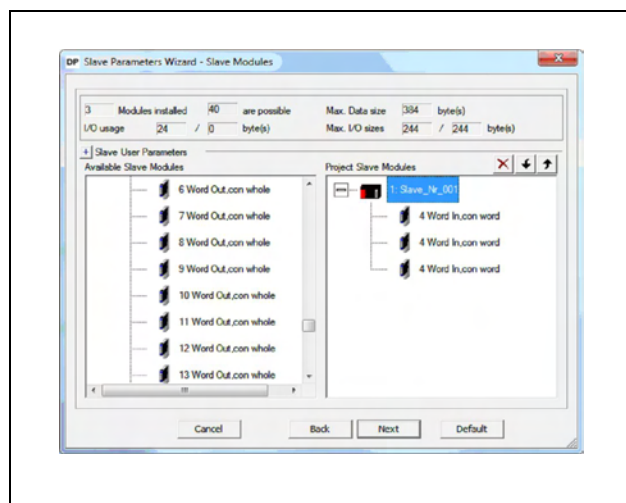 DP Slave Parameters Wizard - Slave Modules
3 Modules installed 40 are possible Max. Data size 384 byte(s)
I/O usage 24 / 0 byte(s) Max. I/O sizes 244 / 244 byte(s)
+ Slave User Parameters
Available Slave Modules
6 Word Out,con whole
7 Word Out,con whole
8 Word Out,con whole
9 Word Out,con whole
10 Word Out,con whole
11 Word Out,con whole
12 Word Out,con whole
13 Word Out,con whole
Project Slave Modules
1: Slave_Nr_001
4 Word In,con word
4 Word In,con word
4 Word In,con word
Cancel Back Next Default